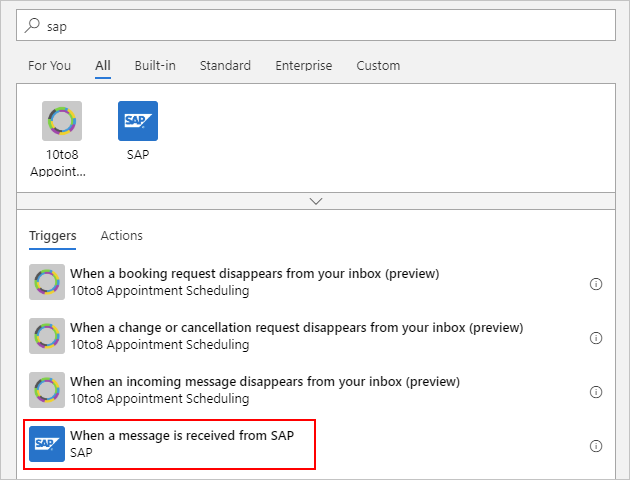 sap
For You All Built-in Standard Enterprise Custom
SAP
10to8 SAP
Appoint...
Triggers Actions
When a booking request disappears from your inbox (preview)
10to8 Appointment Scheduling
When a change or cancellation request disappears from your inbox (preview)
10to8 Appointment Scheduling
When an incoming message disappears from your inbox (preview)
10to8 Appointment Scheduling
SAP When a message is received from SAP
SAP